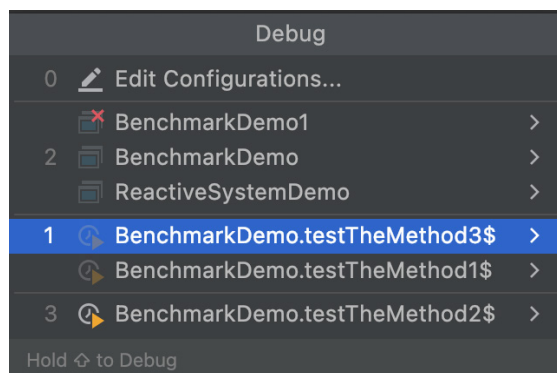 Debug
0 Edit Configurations...
BenchmarkDemo1
2 BenchmarkDemo
ReactiveSystemDemo
1 BenchmarkDemo.testTheMethod3$
BenchmarkDemo.testTheMethod1$
3 BenchmarkDemo.testTheMethod2$
Hold ⇧ to Debug